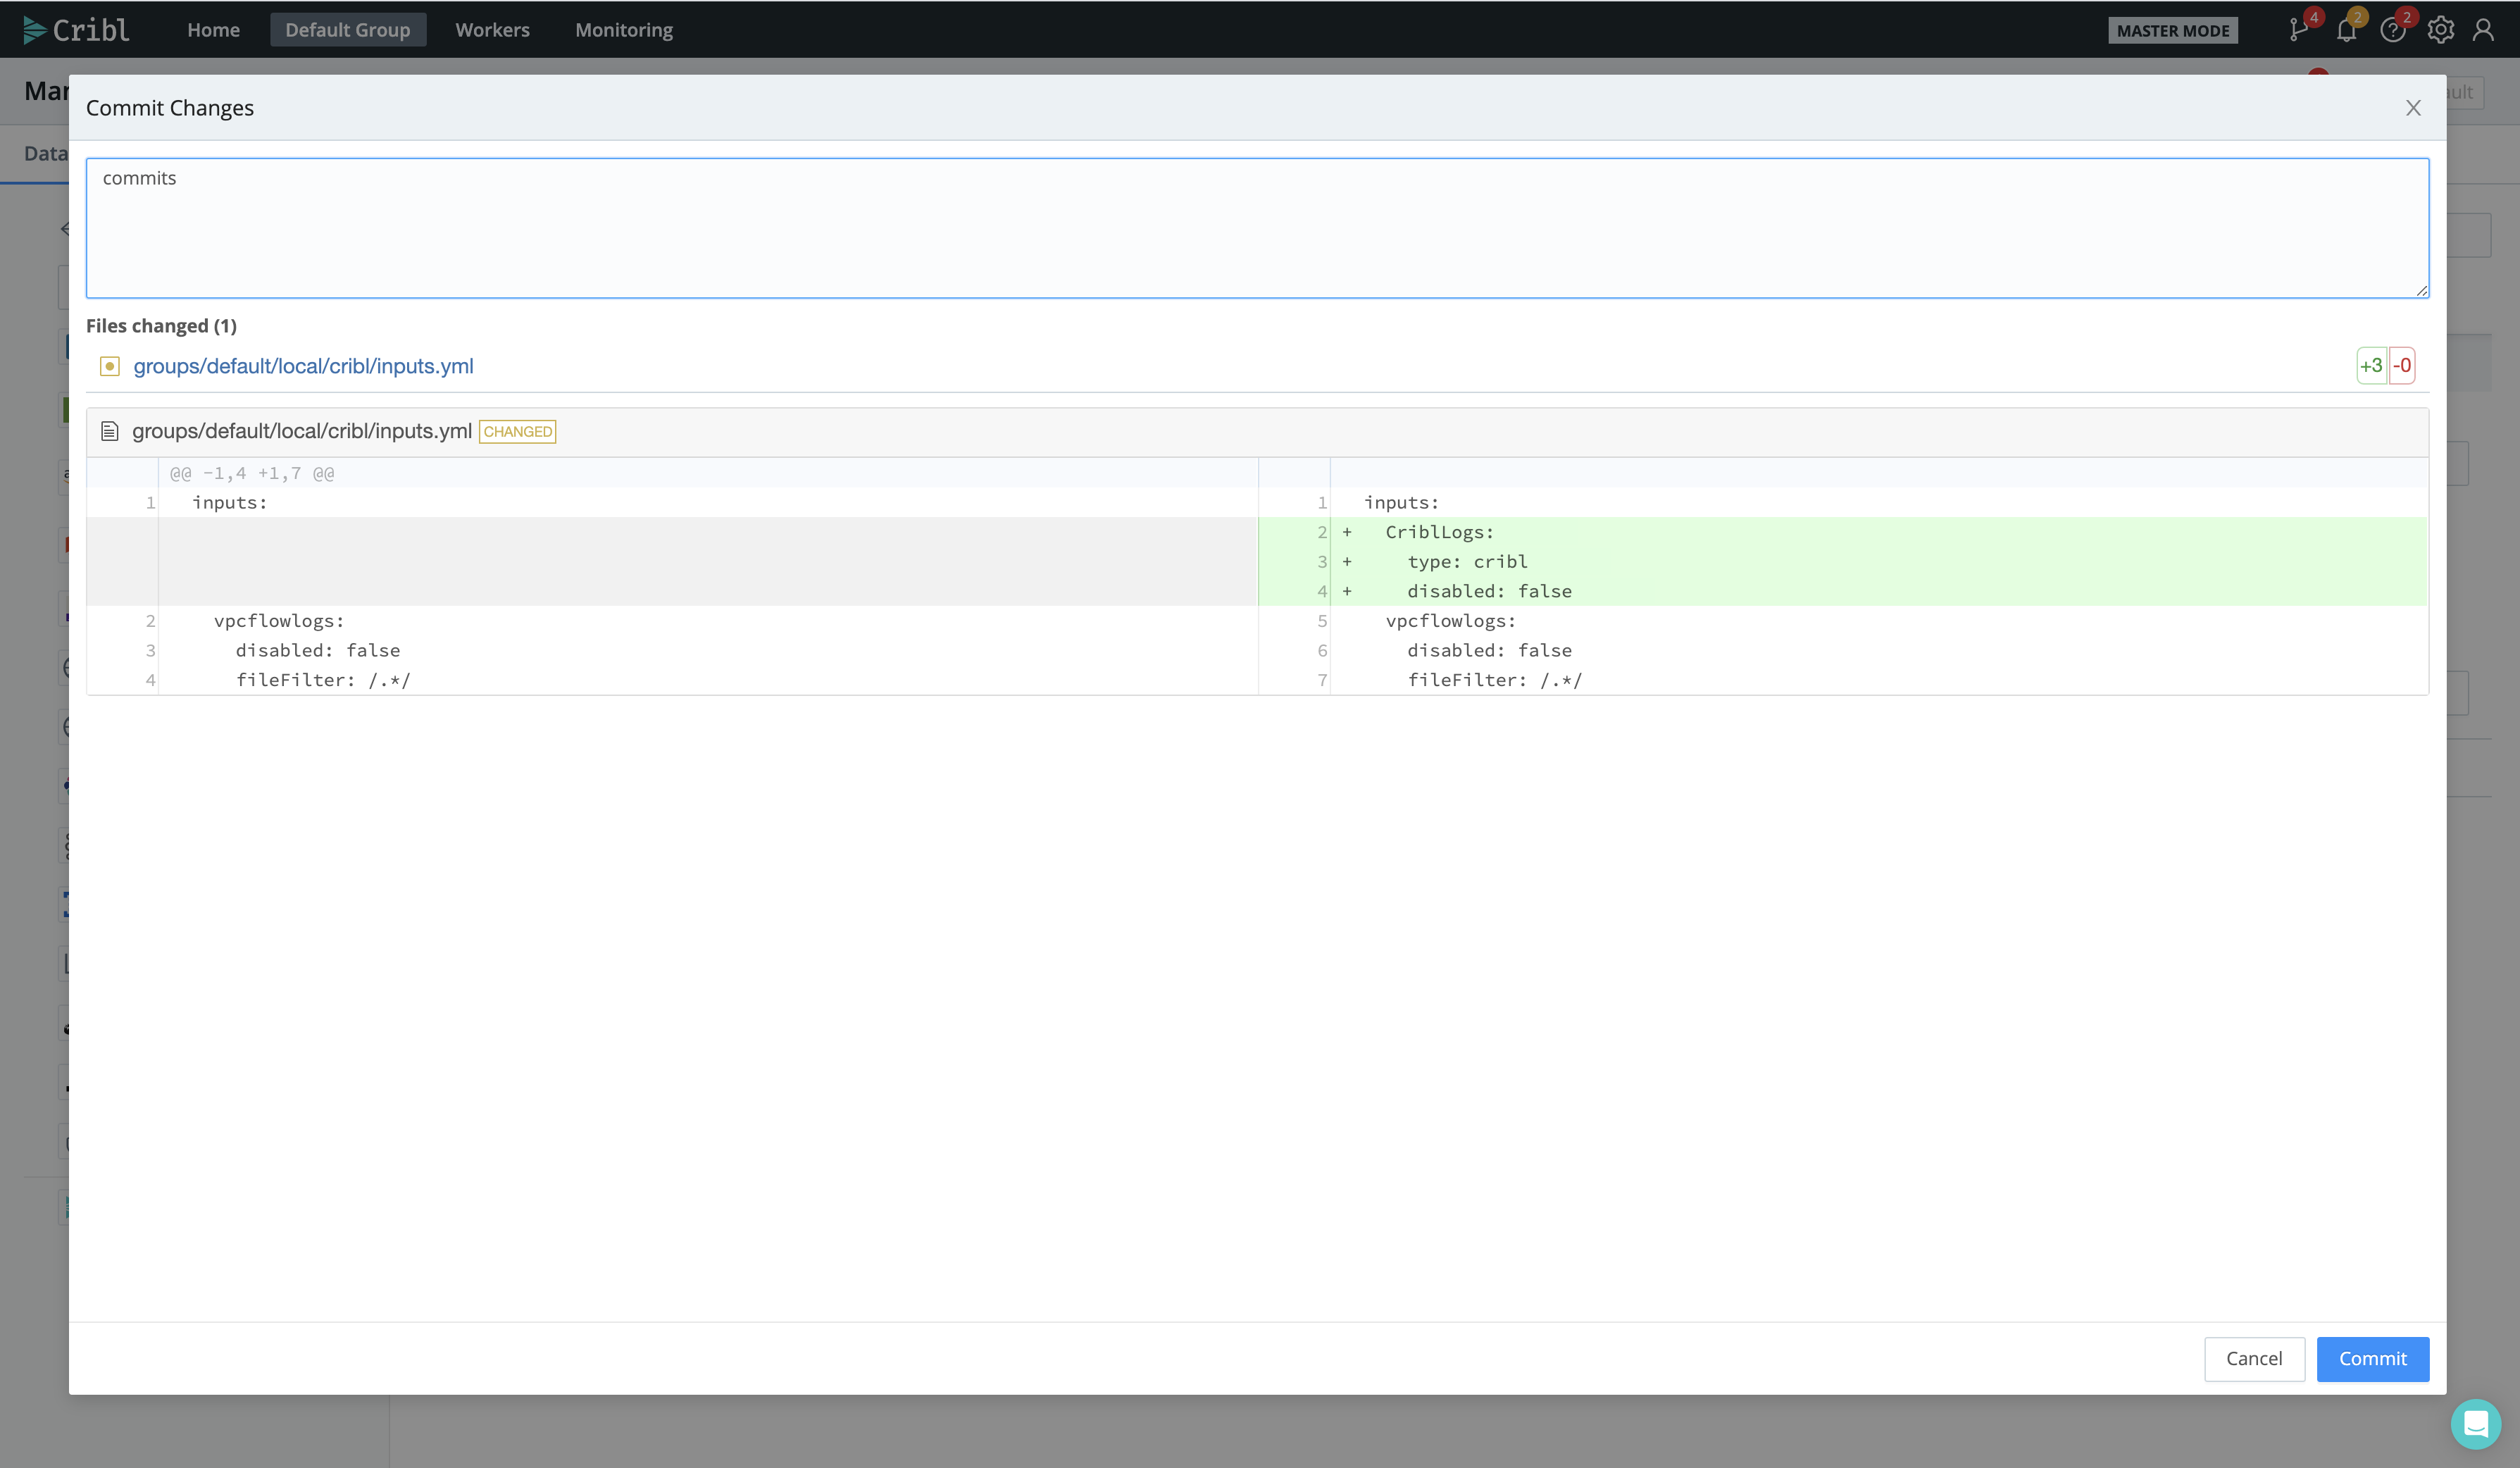 Cribl Home Default Group Workers Monitoring MASTER MODE 4 2 2
Mar
ult
Commit Changes
Data
commits
Files changed (1)
groups/default/local/cribl/inputs.yml +3 -0
groups/default/local/cribl/inputs.yml CHANGED
@@ -1,4 +1,7 @@
1 inputs: 1 inputs:
2 + CriblLogs:
3 + type: cribl
4 + disabled: false
2 vpcflowlogs: 5 vpcflowlogs:
3 disabled: false 6 disabled: false
4 fileFilter: /.*/ 7 fileFilter: /.*/
Cancel Commit